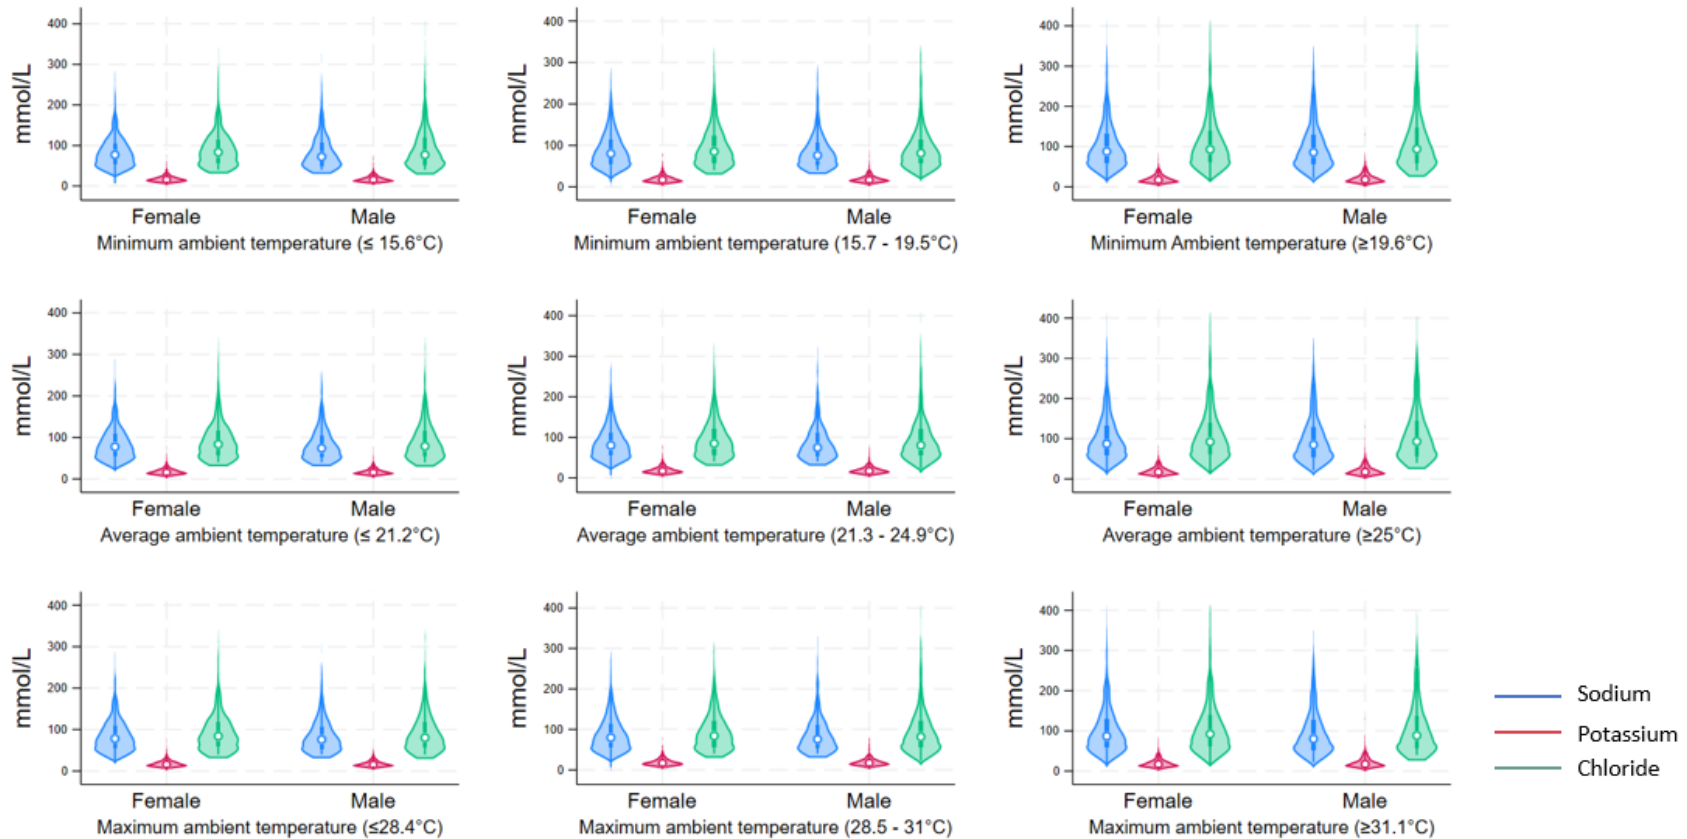 400
300
200
100
0
mmol/L
Female Male
Minimum ambient temperature (≤ 15.6°C)
400
300
200
100
0
mmol/L
Female Male
Minimum ambient temperature (15.7 - 19.5°C)
400
300
200
100
0
mmol/L
Female Male
Minimum Ambient temperature (≥19.6°C)
400
300
200
100
0
mmol/L
Female Male
Average ambient temperature (≤ 21.2°C)
400
300
200
100
0
mmol/L
Female Male
Average ambient temperature (21.3 - 24.9°C)
400
300
200
100
0
mmol/L
Female Male
Average ambient temperature (≥25°C)
400
300
200
100
0
mmol/L
Female Male
Maximum ambient temperature (≤28.4°C)
400
300
200
100
0
mmol/L
Female Male
Maximum ambient temperature (28.5 - 31°C)
400
300
200
100
0
mmol/L
Female Male
Maximum ambient temperature (≥31.1°C)
Sodium
Potassium
Chloride